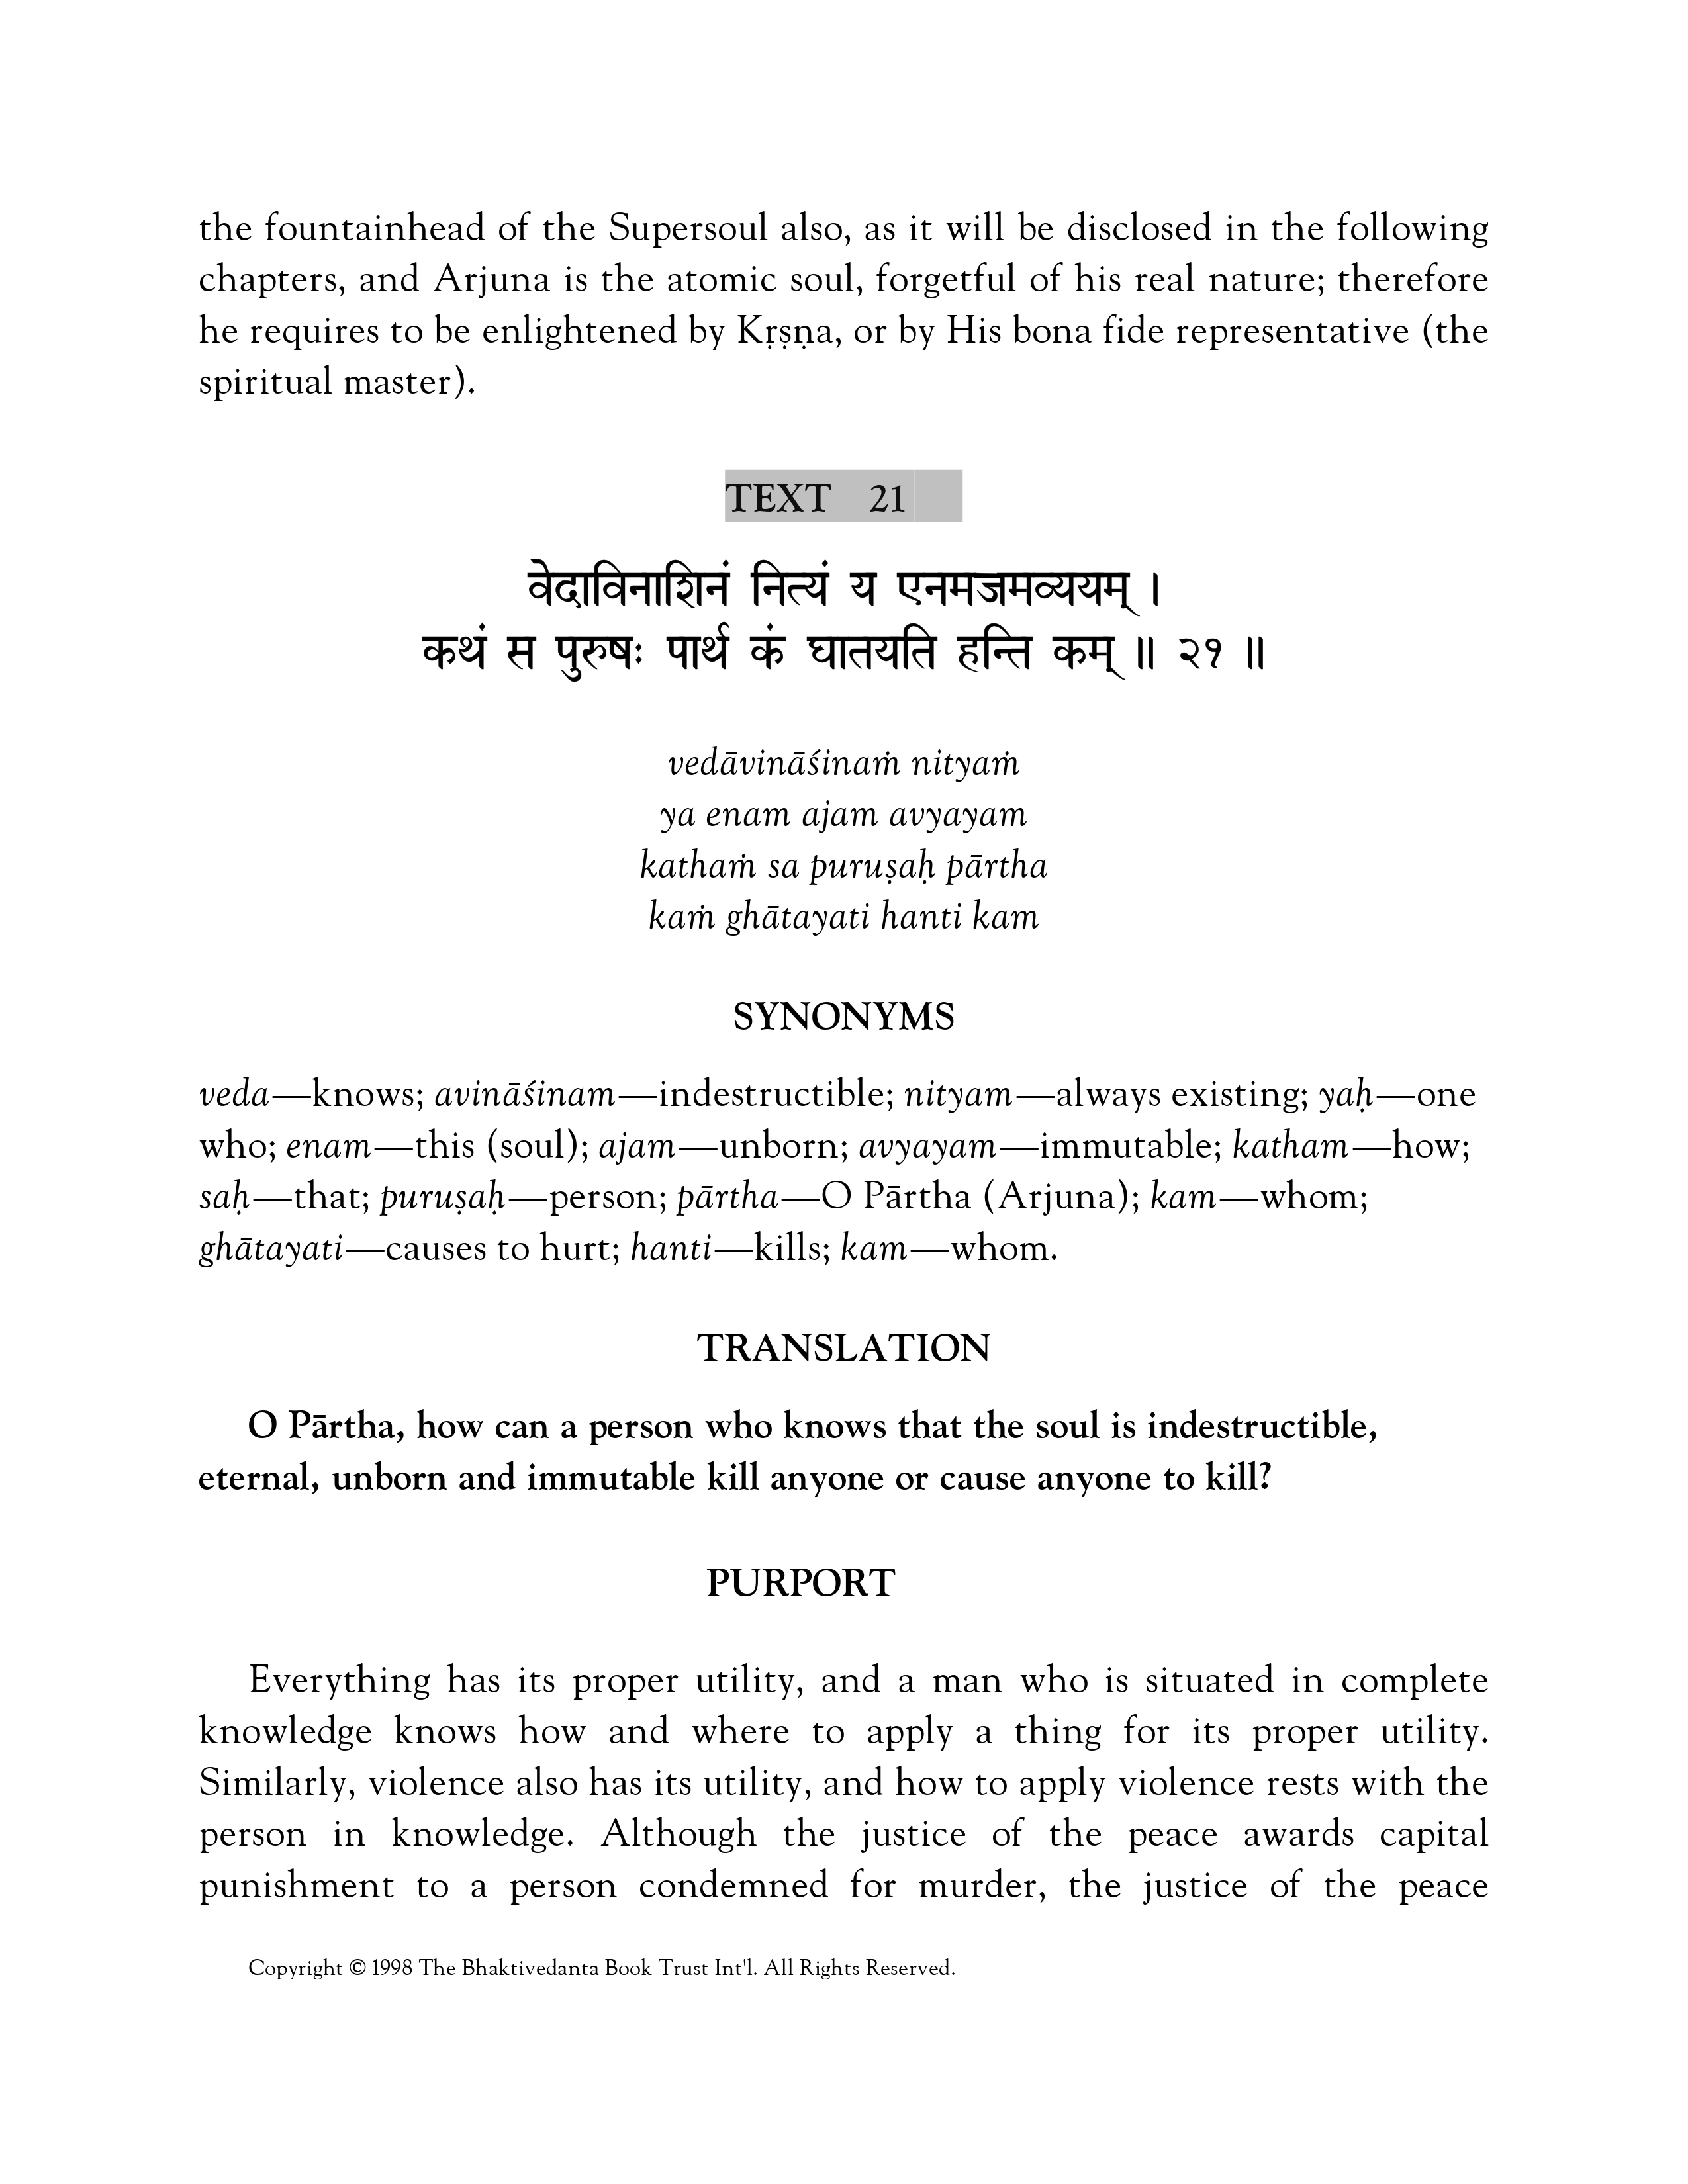 the fountainhead of the Supersoul also, as it will be disclosed in the following
chapters, and Arjuna is the atomic soul, forgetful of his real nature; therefore
he requires to be enlightened by Kṛṣṇa, or by His bona fide representative (the
spiritual master).
TEXT 21
वेदाविनाशिनं नित्यं य एनमजमव्ययम् ।
कथं स पुरुषः पार्थ कं घातयति हन्ति कम् ॥ २१ ॥
vedāvināśinaṁ nityaṁ
ya enam ajam avyayam
kathaṁ sa puruṣaḥ pārtha
kaṁ ghātayati hanti kam
SYNONYMS
veda—knows; avināśinam—indestructible; nityam—always existing; yaḥ—one
who; enam—this (soul); ajam—unborn; avyayam—immutable; katham—how;
saḥ—that; puruṣaḥ—person; pārtha—O Pārtha (Arjuna); kam—whom;
ghātayati—causes to hurt; hanti—kills; kam—whom.
TRANSLATION
O Pārtha, how can a person who knows that the soul is indestructible,
eternal, unborn and immutable kill anyone or cause anyone to kill?
PURPORT
Everything has its proper utility, and a man who is situated in complete
knowledge knows how and where to apply a thing for its proper utility.
Similarly, violence also has its utility, and how to apply violence rests with the
person in knowledge. Although the justice of the peace awards capital
punishment to a person condemned for murder, the justice of the peace
Copyright © 1998 The Bhaktivedanta Book Trust Int'l. All Rights Reserved.